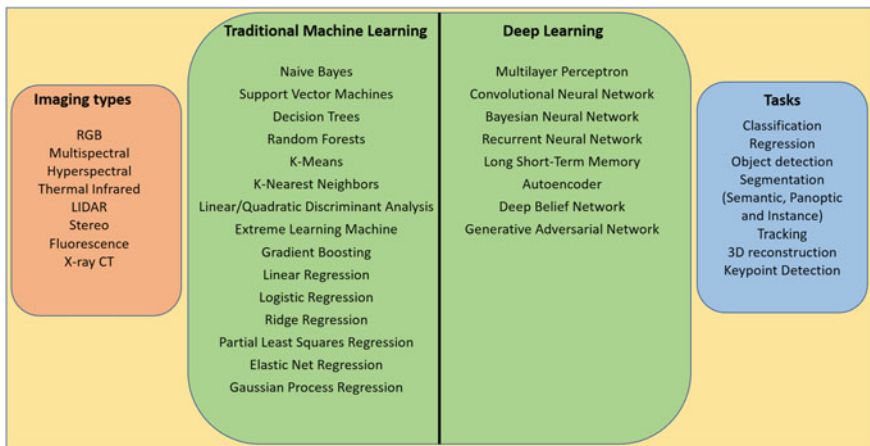 Imaging types
RGB
Multispectral
Hyperspectral
Thermal Infrared
LIDAR
Stereo
Fluorescence
X-ray CT
Traditional Machine Learning
Naive Bayes
Support Vector Machines
Decision Trees
Random Forests
K-Means
K-Nearest Neighbors
Linear/Quadratic Discriminant Analysis
Extreme Learning Machine
Gradient Boosting
Linear Regression
Logistic Regression
Ridge Regression
Partial Least Squares Regression
Elastic Net Regression
Gaussian Process Regression
Deep Learning
Multilayer Perceptron
Convolutional Neural Network
Bayesian Neural Network
Recurrent Neural Network
Long Short-Term Memory
Autoencoder
Deep Belief Network
Generative Adversarial Network
Tasks
Classification
Regression
Object detection
Segmentation
(Semantic, Panoptic
and Instance)
Tracking
3D reconstruction
Keypoint Detection